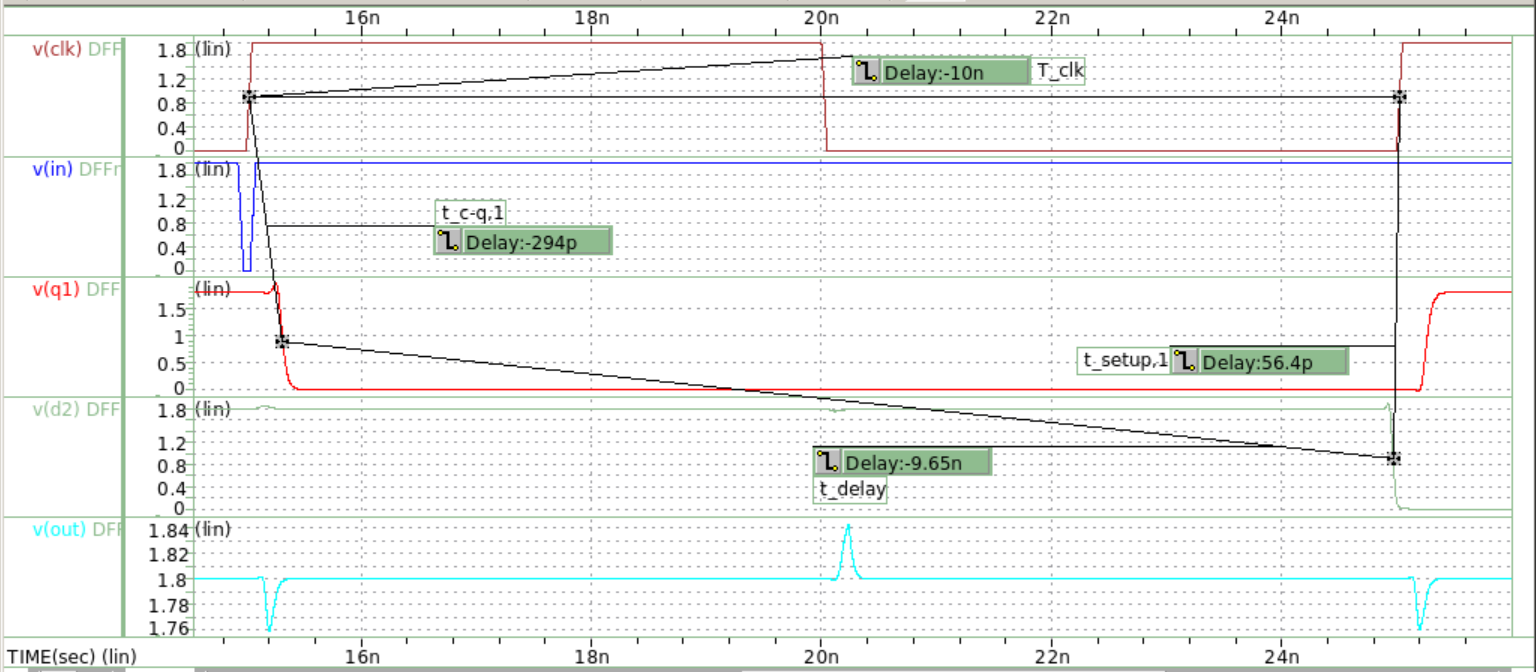 16n 18n 20n 22n 24n
v(clk) DFF
1.8 (lin)
1.2
0.8
0.4
0
Delay:-10n T_clk
v(in) DFFr
1.8 (lin)
1.2
0.8
0.4
0
t_c-q,1
Delay:-294p
v(q1) DFF
(lin)
1.5
1
0.5
0
t_setup,1 Delay:56.4p
v(d2) DFF
1.8 (lin)
1.2
0.8
0.4
0
Delay:-9.65n
t_delay
v(out) DFF
1.84 (lin)
1.82
1.8
1.78
1.76
TIME(sec) (lin) 16n 18n 20n 22n 24n